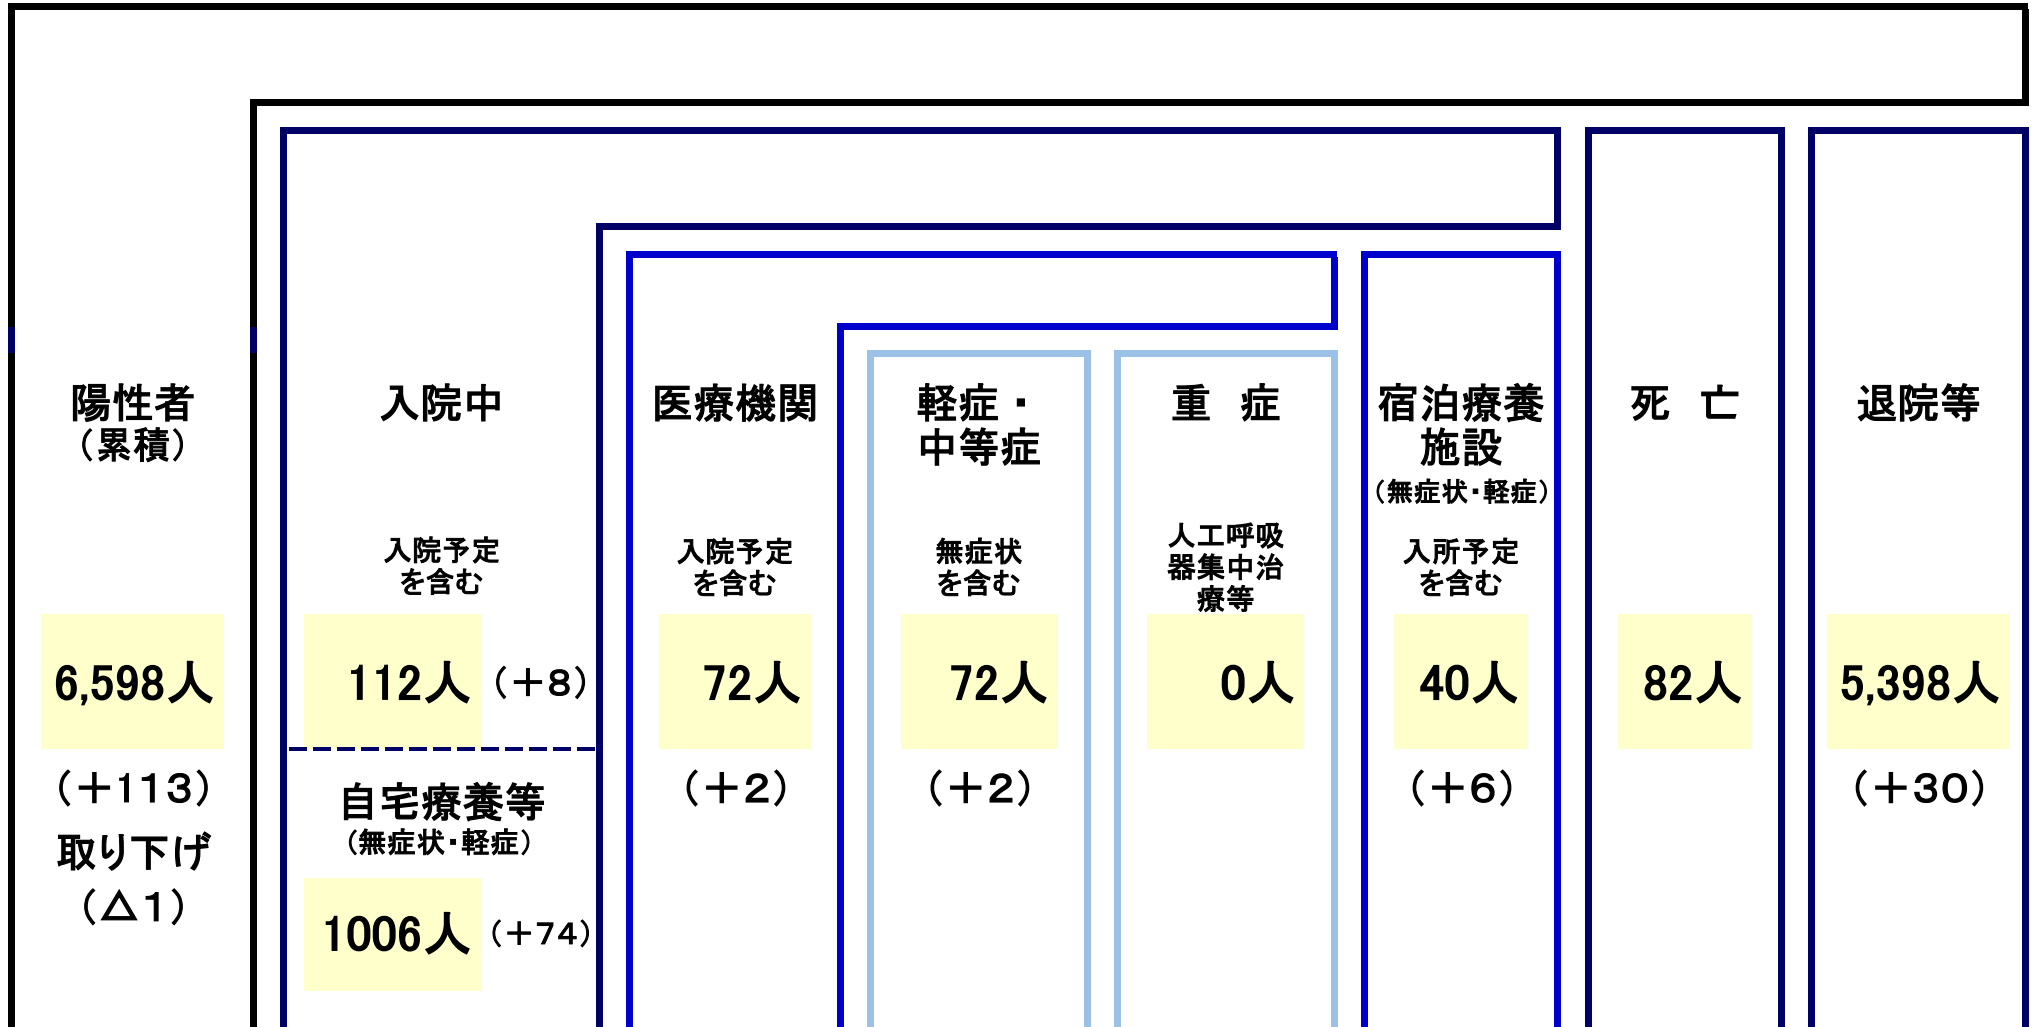 陽性者
（累積）
6,598人
（＋113）
取り下げ
（△1）
入院中
入院予定
を含む
112人 （＋8）
自宅療養等
（無症状・軽症）
1006人 （＋74）
医療機関
入院予定
を含む
72人
（＋2）
軽症・
中等症
無症状
を含む
72人
（＋2）
重　症
人工呼吸
器集中治
療等
0人
宿泊療養
施設
（無症状・軽症）
入所予定
を含む
40人
（＋6）
死　亡
82人
退院等
5,398人
（＋30）